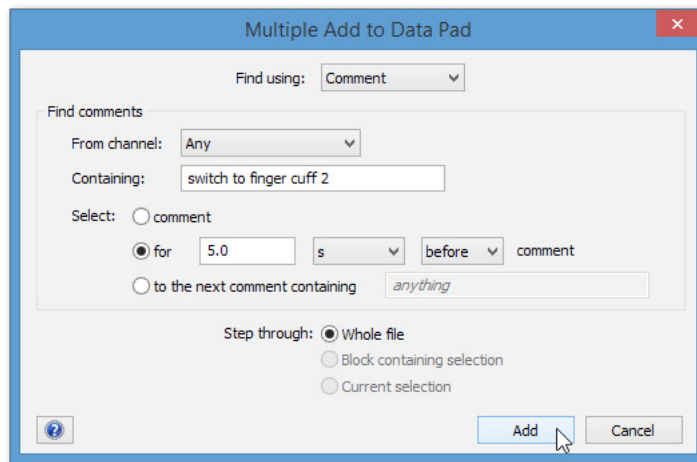 Multiple Add to Data Pad
Find using: Comment
Find comments
From channel: Any
Containing: switch to finger cuff 2
Select: comment
for 5.0 s before comment
to the next comment containing anything
Step through: Whole file
Block containing selection
Current selection
? Add Cancel